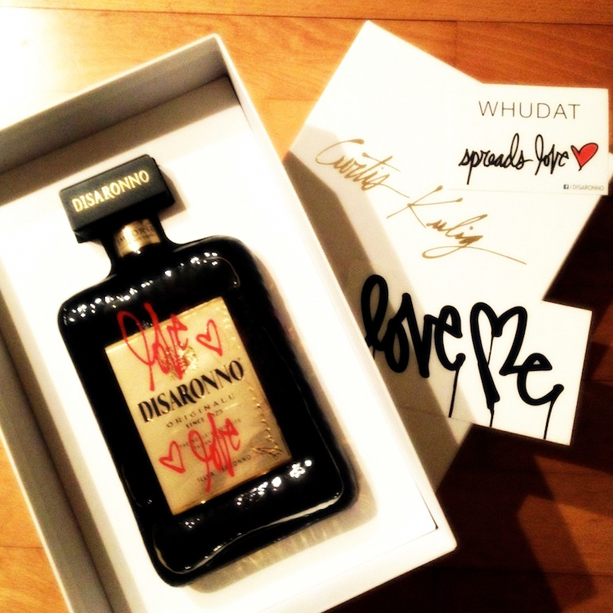 WHUDAT
spreads love
f/DISARONNO
Curtis Kulig
love Me
DISARONNO
love
DISARONNO
ORIGINALE
SINCE 1525
love